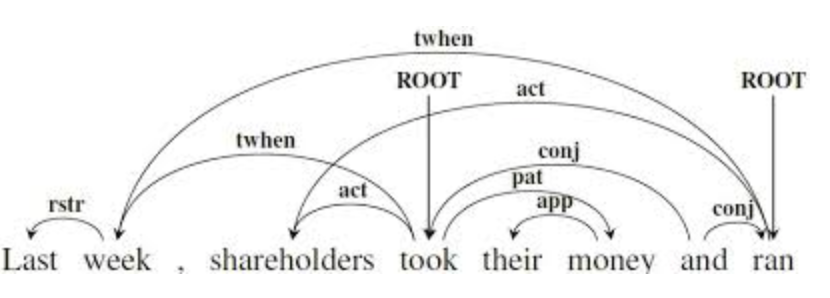 twhen
ROOT act ROOT
twhen conj
rstr act pat app conj
Last week , shareholders took their money and ran